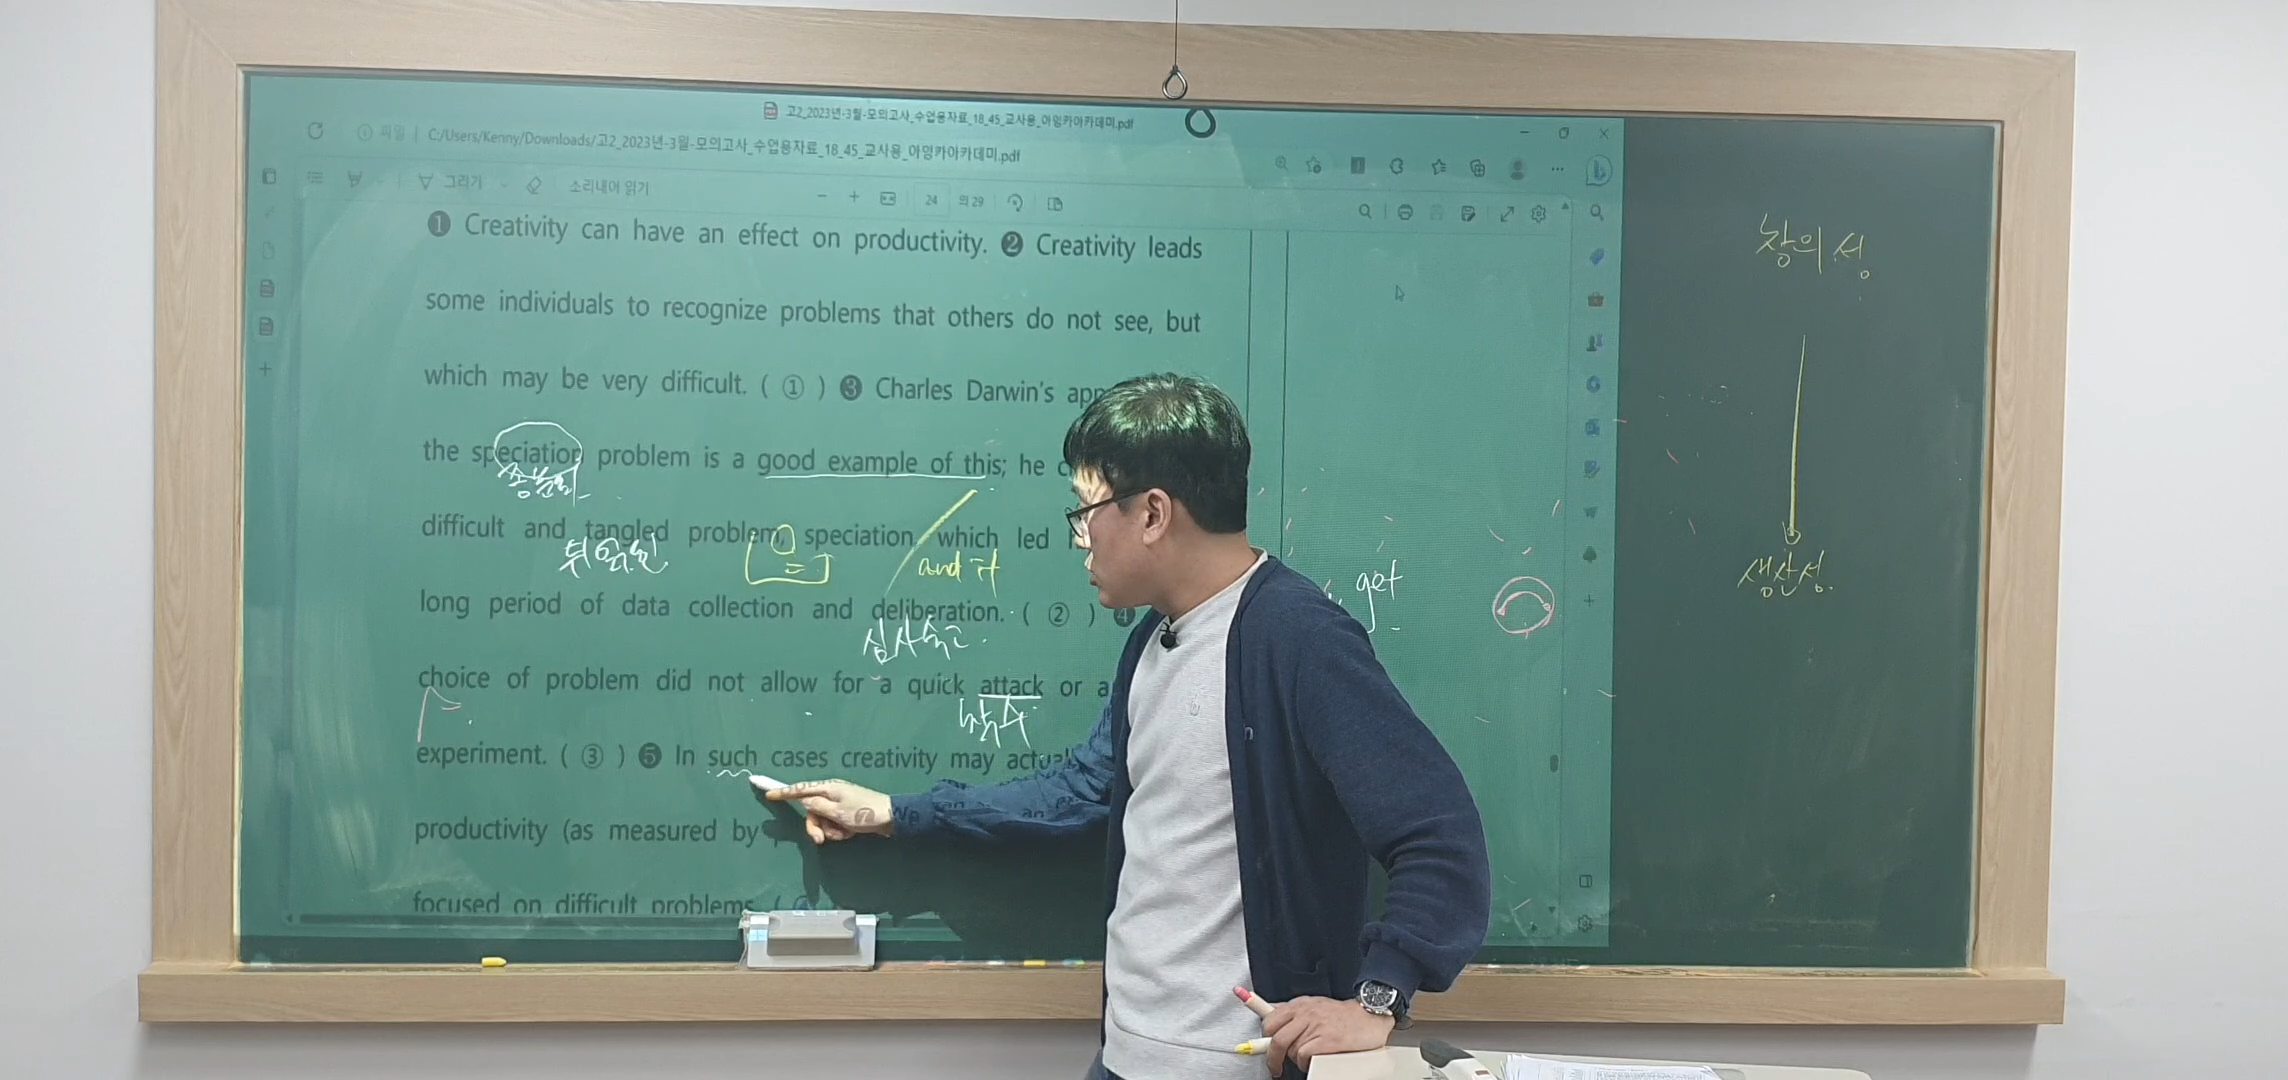 고2_2023년-3월-모의고사_수업용자료_18_45_교사용_아잉카아카데미.pdf
파일 | C:/Users/Kenny/Downloads/고2_2023년-3월-모의고사_수업용자료_18_45_교사용_아잉카아카데미.pdf
그리기 소리내어 읽기 24 의 29
❶ Creativity can have an effect on productivity. ❷ Creativity leads
some individuals to recognize problems that others do not see, but
which may be very difficult. ( ① ) ❸ Charles Darwin's
the speciation problem is a good example of this; he
종분화
difficult and tangled problem, speciation, which led
뒤얽힌
and it
long period of data collection and deliberation. ( ② ) ❹
심사숙고
choice of problem did not allow for a quick attack or a
착수
experiment. ( ③ ) ❺ In such cases creativity may actually
productivity (as measured by
focused on difficult problems. ( ④
get
창의성
생산성